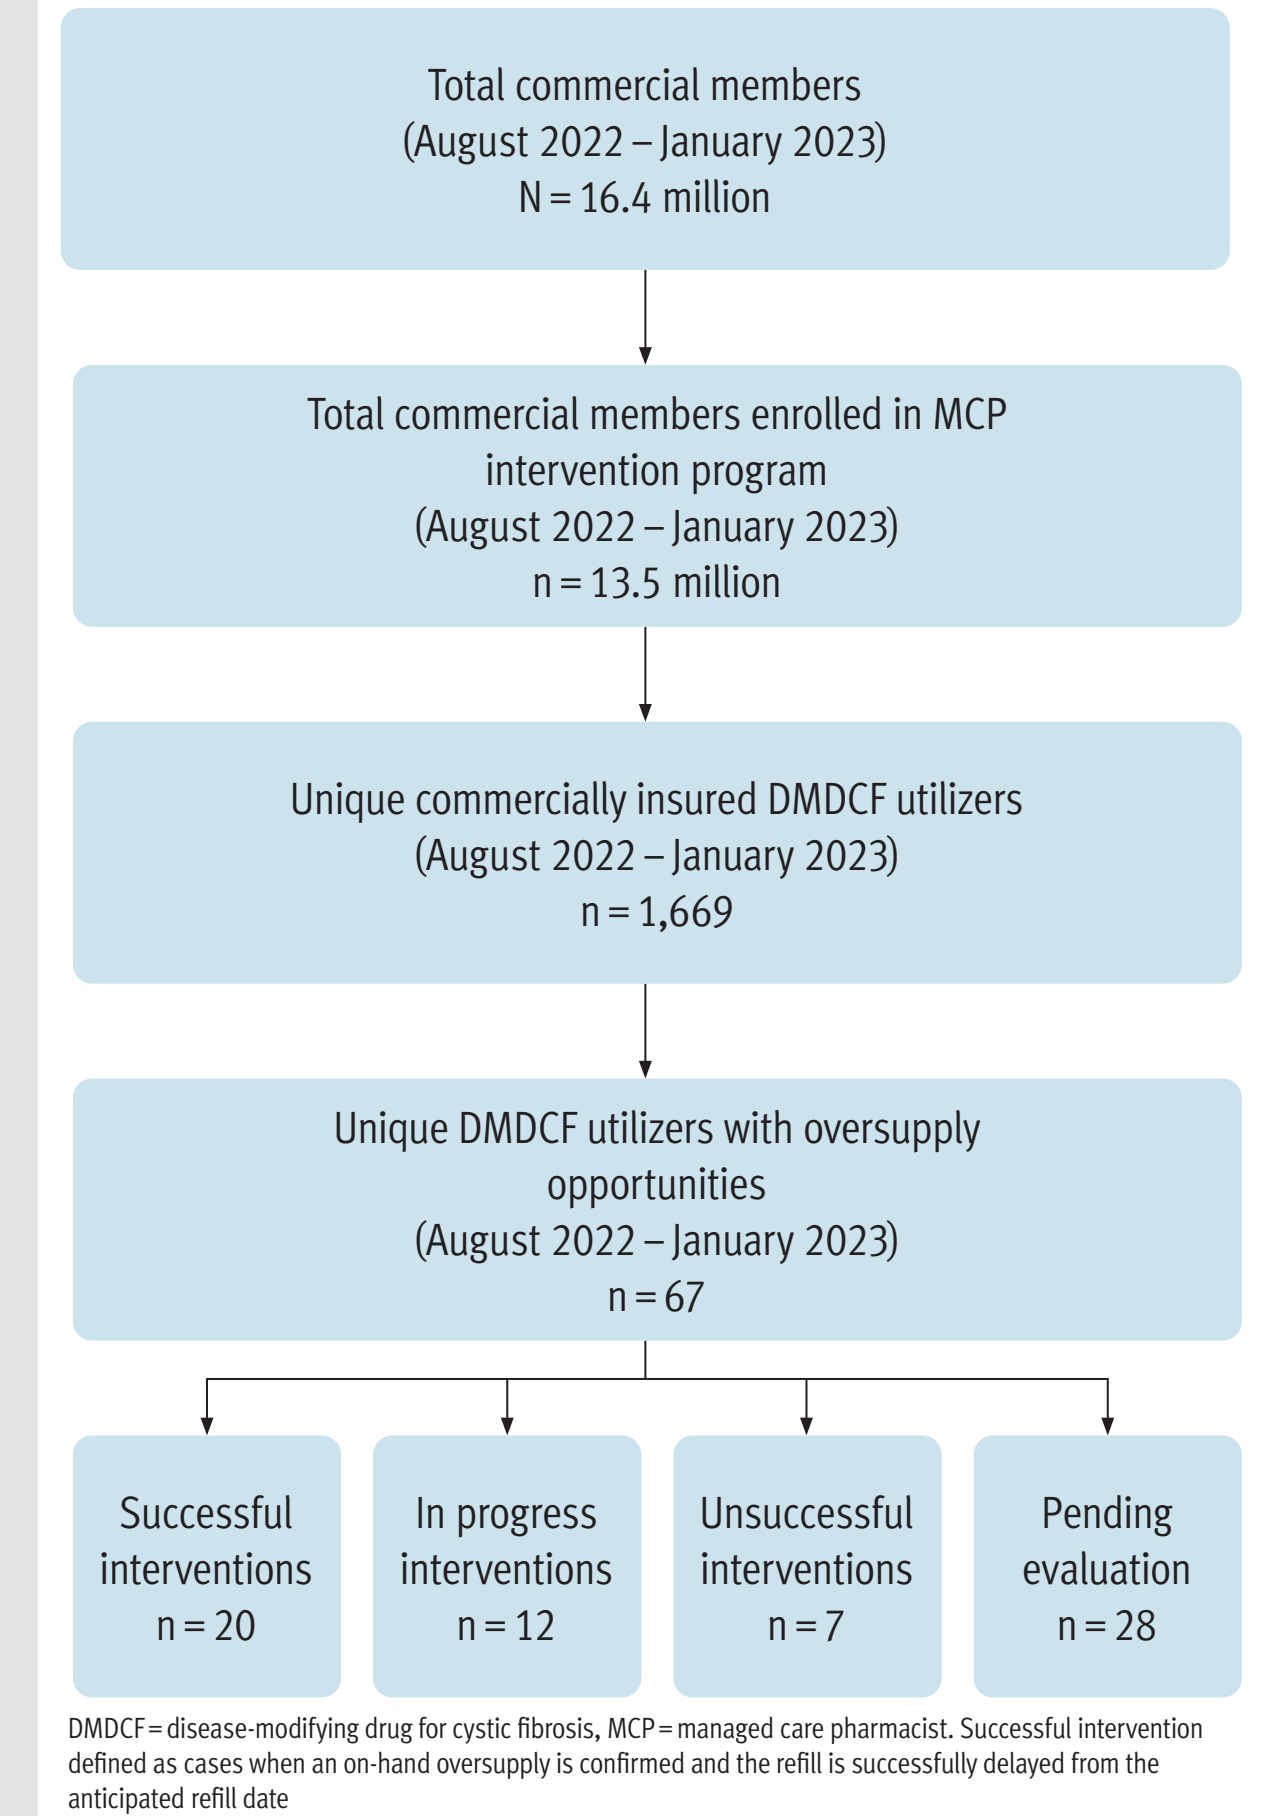 Total commercial members
(August 2022 – January 2023)
N = 16.4 million
Total commercial members enrolled in MCP
intervention program
(August 2022 – January 2023)
n = 13.5 million
Unique commercially insured DMDCF utilizers
(August 2022 – January 2023)
n = 1,669
Unique DMDCF utilizers with oversupply
opportunities
(August 2022 – January 2023)
n = 67
Successful
interventions
n = 20
In progress
interventions
n = 12
Unsuccessful
interventions
n = 7
Pending
evaluation
n = 28
DMDCF = disease-modifying drug for cystic fibrosis, MCP = managed care pharmacist. Successful intervention
defined as cases when an on-hand oversupply is confirmed and the refill is successfully delayed from the
anticipated refill date